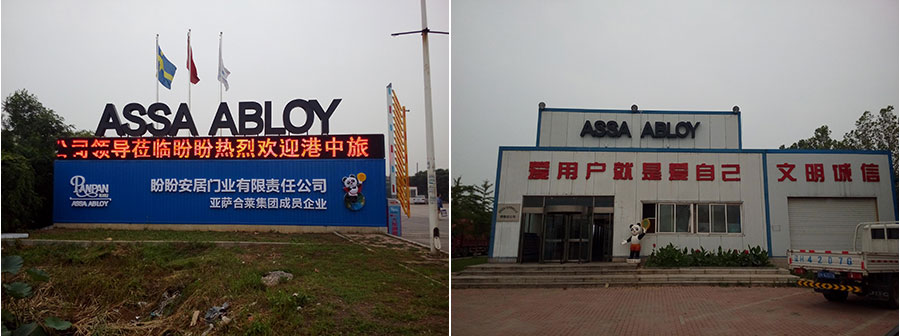 ASSA ABLOY
公司领导莅临盼盼热烈欢迎港中旅
PANPAN
盼盼
ASSA ABLOY
盼盼安居门业有限责任公司
亚萨合莱集团成员企业
ASSA ABLOY
爱用户就是爱自己
文明诚信